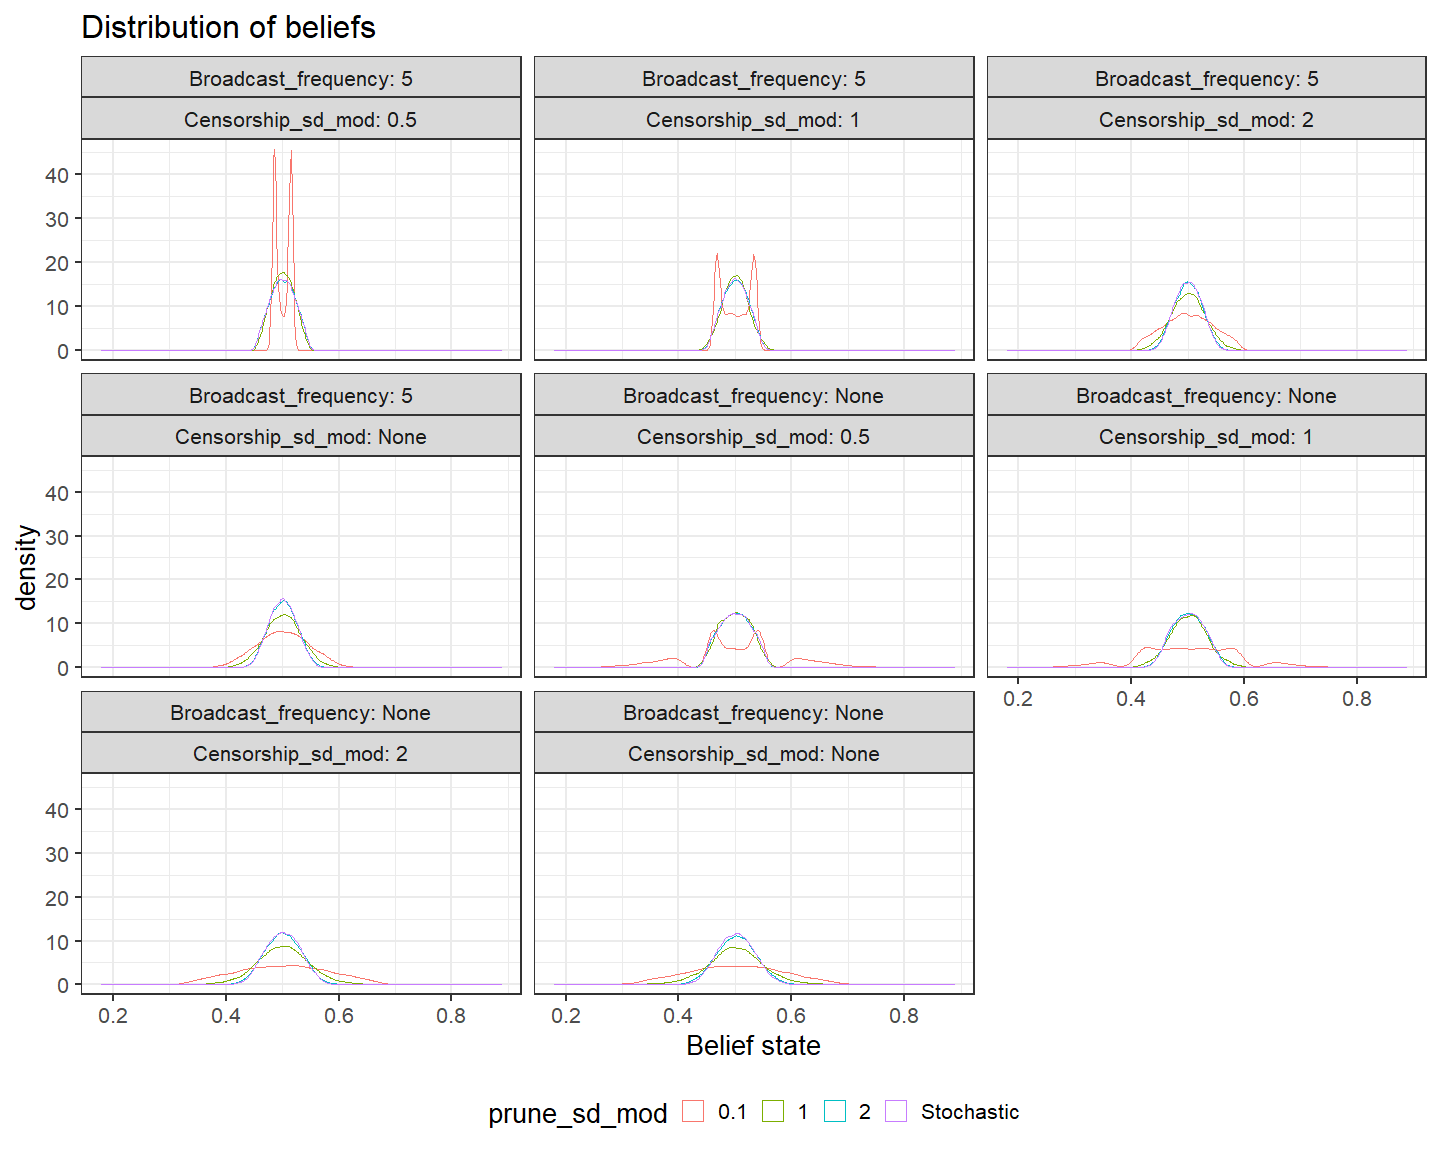 Distribution of beliefs
Broadcast_frequency: 5
Censorship_sd_mod: 0.5
Broadcast_frequency: 5
Censorship_sd_mod: 1
Broadcast_frequency: 5
Censorship_sd_mod: 2
40
30
20
10
0
Broadcast_frequency: 5
Censorship_sd_mod: None
Broadcast_frequency: None
Censorship_sd_mod: 0.5
Broadcast_frequency: None
Censorship_sd_mod: 1
40
30
20
10
0
0.2 0.4 0.6 0.8
density
Broadcast_frequency: None
Censorship_sd_mod: 2
Broadcast_frequency: None
Censorship_sd_mod: None
40
30
20
10
0
0.2 0.4 0.6 0.8
0.2 0.4 0.6 0.8
Belief state
prune_sd_mod 0.1 1 2 Stochastic